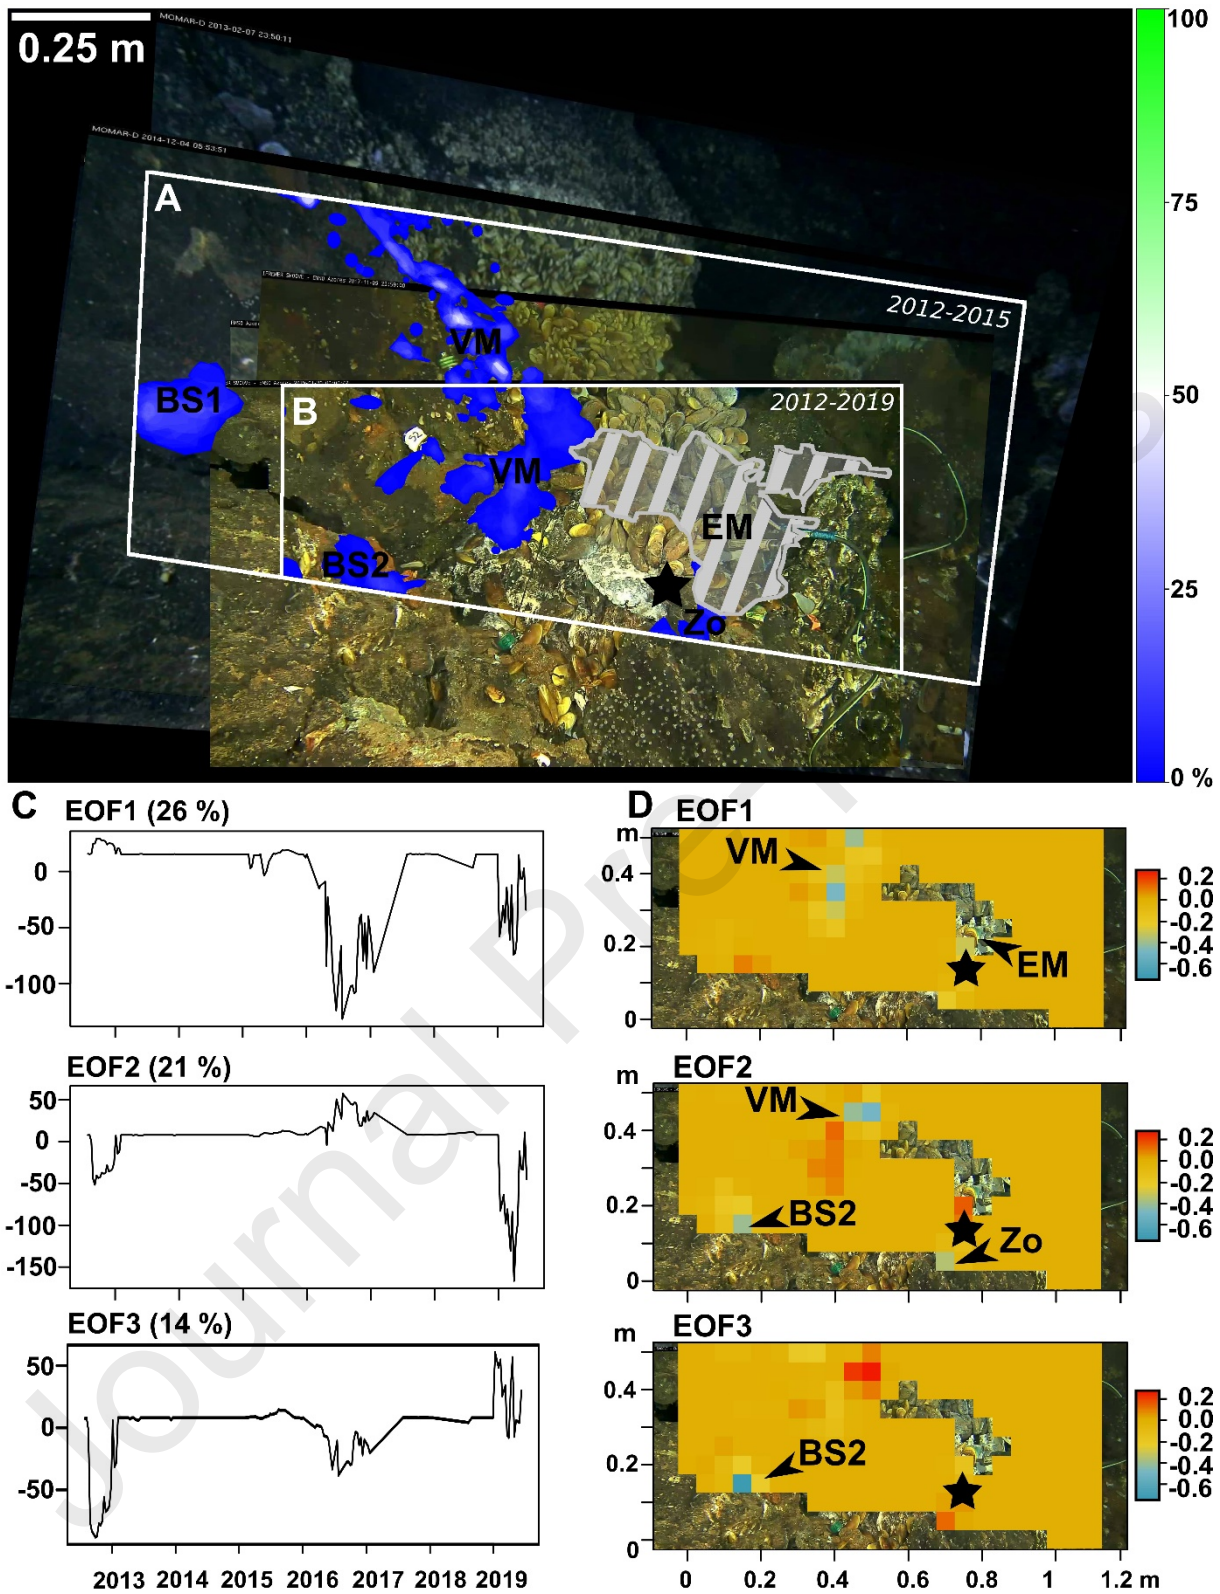 MOMAR-D 2013-02-07 23:50:11
0.25 m
MOMAR-D 2014-12-04 05:53:51
A
2012-2015
VM
BS1
B
2012-2019
52
VM
EM
BS2
Zo
100
75
50
25
0 %
C
EOF1 (26 %)
0
-50
-100
EOF2 (21 %)
50
0
-50
-100
-150
EOF3 (14 %)
50
0
-50
2013 2014 2015 2016 2017 2018 2019
D
EOF1
m
0.4
0.2
0
VM
EM
0.2
0.0
-0.2
-0.4
-0.6
EOF2
m
0.4
0.2
0
VM
BS2
Zo
0.2
0.0
-0.2
-0.4
-0.6
EOF3
m
0.4
0.2
0
BS2
0.2
0.0
-0.2
-0.4
-0.6
0 0.2 0.4 0.6 0.8 1 1.2 m
Journal Pre-